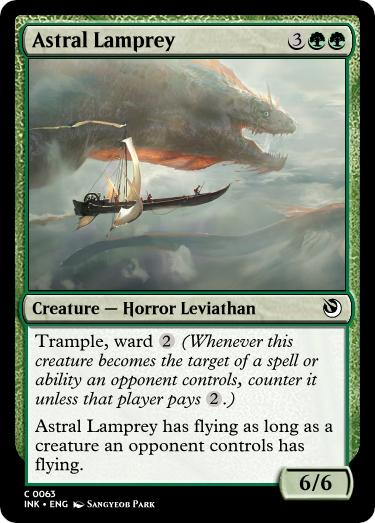 Astral Lamprey 3
Creature — Horror Leviathan
Trample, ward 2 (Whenever this
creature becomes the target of a spell or
ability an opponent controls, counter it
unless that player pays 2.)
Astral Lamprey has flying as long as a
creature an opponent controls has
flying.
6/6
C 0063
INK • ENG SANGYEOB PARK